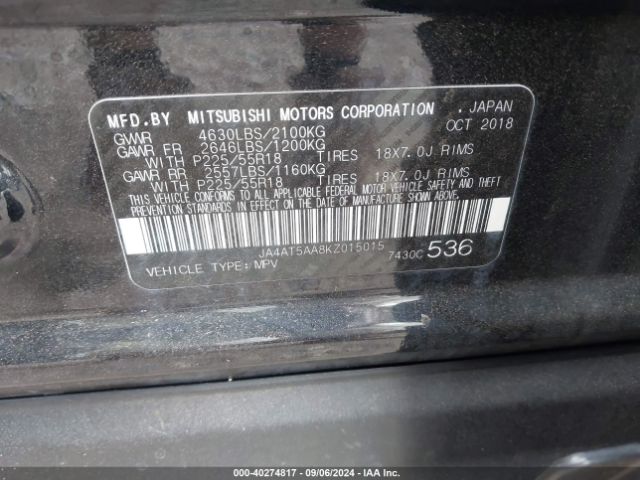 MFD.BY MITSUBISHI MOTORS CORPORATION . JAPAN
GVWR 4630LBS/2100KG OCT 2018
GAWR FR 2646LBS/1200KG
WITH P225/55R18 TIRES 18X7.0J RIMS
GAWR RR 2557LBS/1160KG
WITH P225/55R18 TIRES 18X7.0J RIMS
THIS VEHICLE CONFORMS TO ALL APPLICABLE FEDERAL MOTOR VEHICLE SAFETY AND THEFT
PREVENTION STANDARDS IN EFFECT ON THE DATE OF MANUFACTURE SHOWN ABOVE.
JA4AT5AA8KZ015015
7430C 536
VEHICLE TYPE: MPV
000-40274817 - 09/06/2024 - IAA Holdings, LLC.